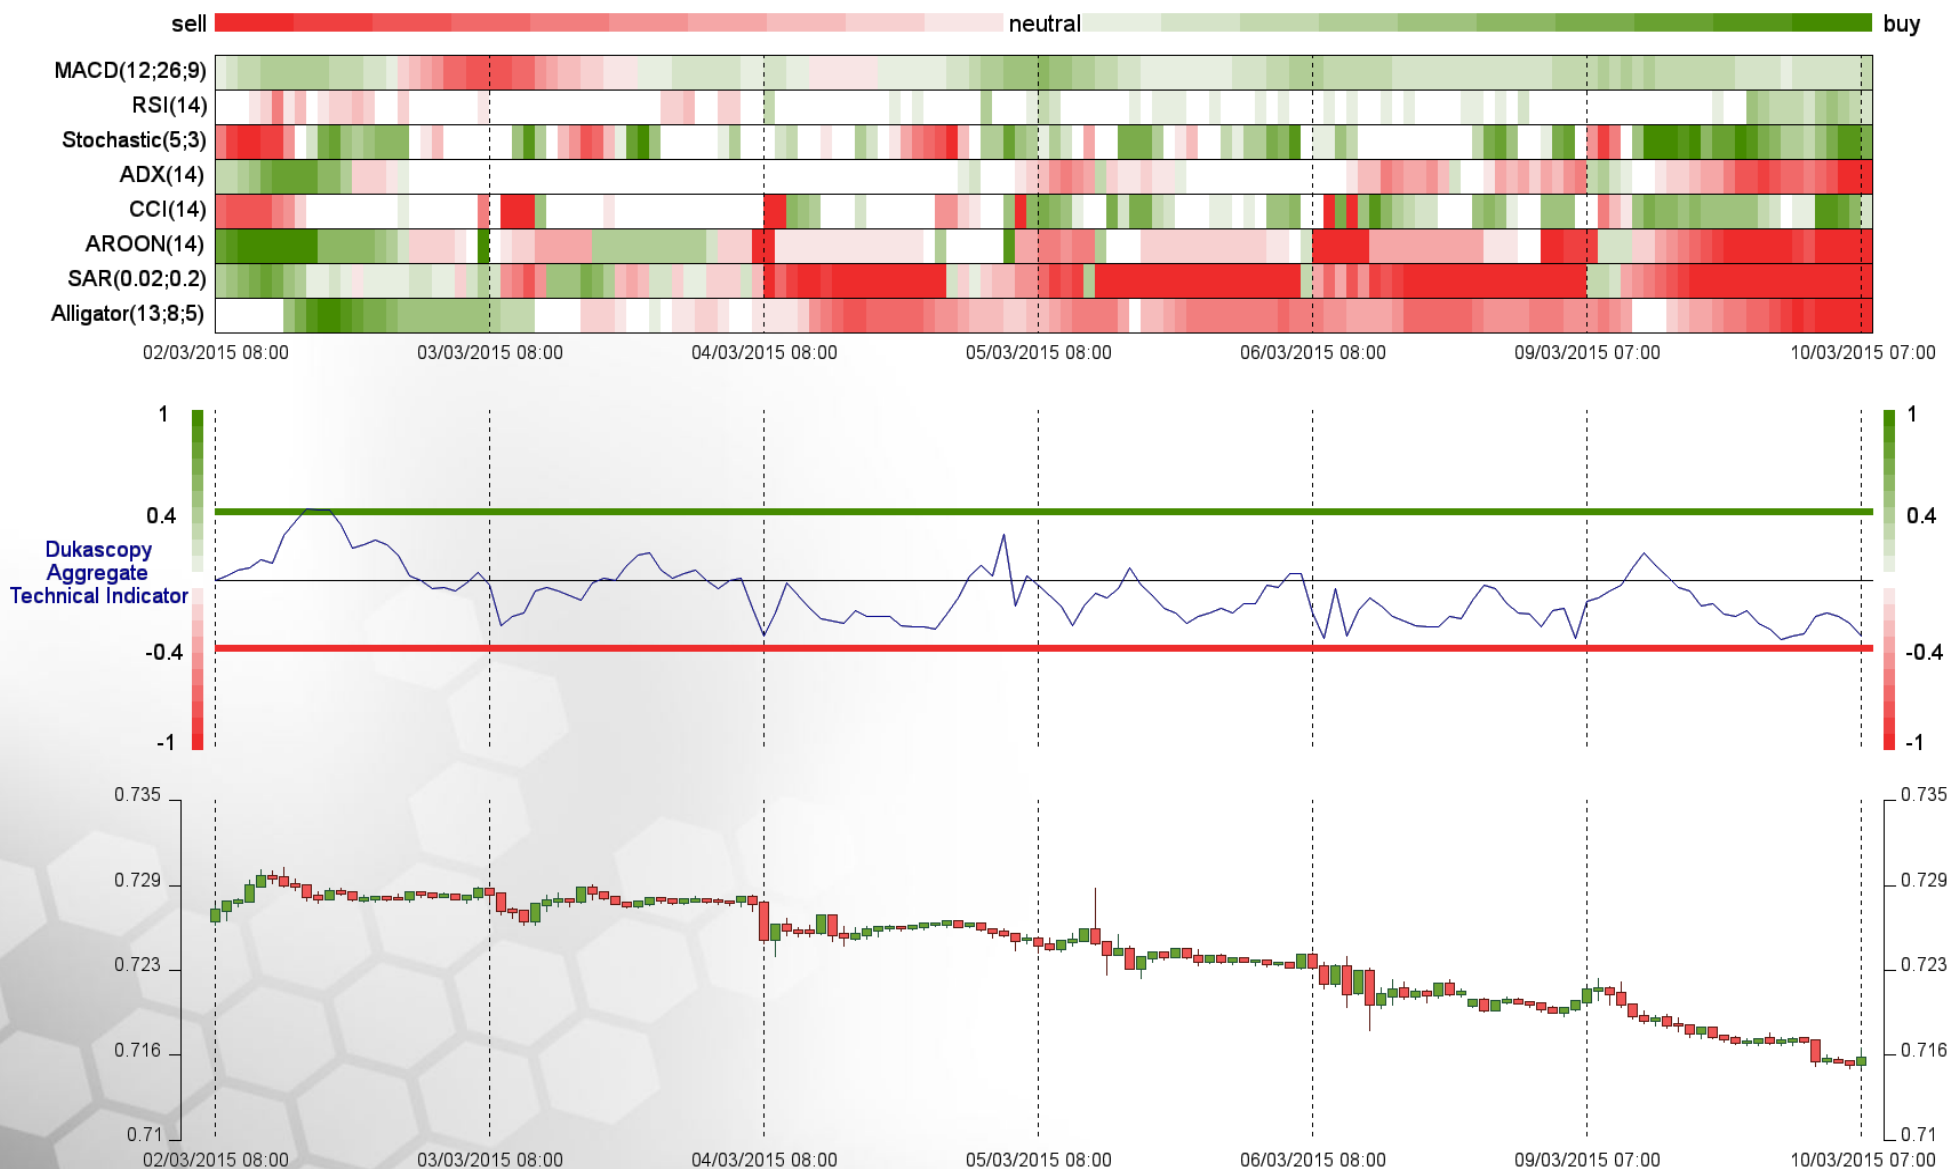 sell neutral buy
MACD(12;26;9)
RSI(14)
Stochastic(5;3)
ADX(14)
CCI(14)
AROON(14)
SAR(0.02;0.2)
Alligator(13;8;5)
02/03/2015 08:00 03/03/2015 08:00 04/03/2015 08:00 05/03/2015 08:00 06/03/2015 08:00 09/03/2015 07:00 10/03/2015 07:00
1 1
0.4 0.4
Dukascopy
Aggregate
Technical Indicator
-0.4 -0.4
-1 -1
0.735 0.735
0.729 0.729
0.723 0.723
0.716 0.716
0.71 0.71
02/03/2015 08:00 03/03/2015 08:00 04/03/2015 08:00 05/03/2015 08:00 06/03/2015 08:00 09/03/2015 07:00 10/03/2015 07:00